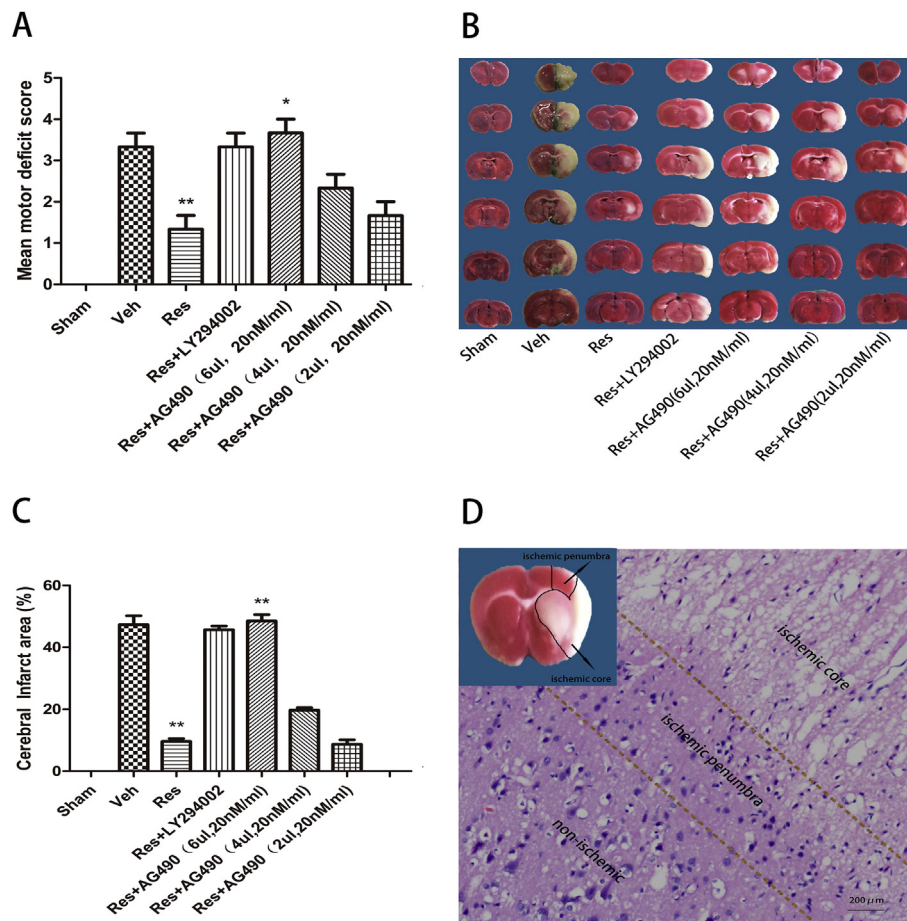 A
Mean motor deficit score
5
4
3
2
1
0
*
**
Sham
Veh
Res
Res+LY294002
Res+AG490（6ul, 20nM/ml)
Res+AG490（4ul, 20nM/ml)
Res+AG490（2ul, 20nM/ml)
B
Sham
Veh
Res
Res+LY294002
Res+AG490(6ul,20nM/ml)
Res+AG490(4ul,20nM/ml)
Res+AG490(2ul,20nM/ml)
C
Cerebral Infarct area (%)
60
40
20
0
**
**
Sham
Veh
Res
Res+LY294002
Res+AG490（6ul,20nM/ml)
Res+AG490（4ul,20nM/ml)
Res+AG490（2ul,20nM/ml)
D
ischemic penumbra
ischemic core
ischemic core
ischemic penumbra
non-ischemic
200μm